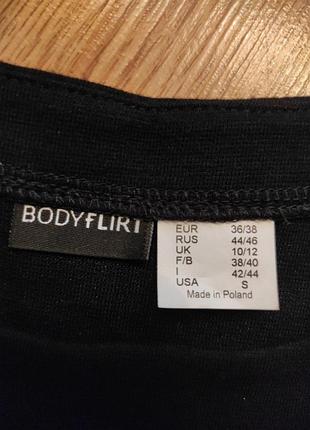 BODYFLIRT
EUR 36/38
RUS 44/46
UK 10/12
F/B 38/40
I 42/44
USA S
Made in Poland